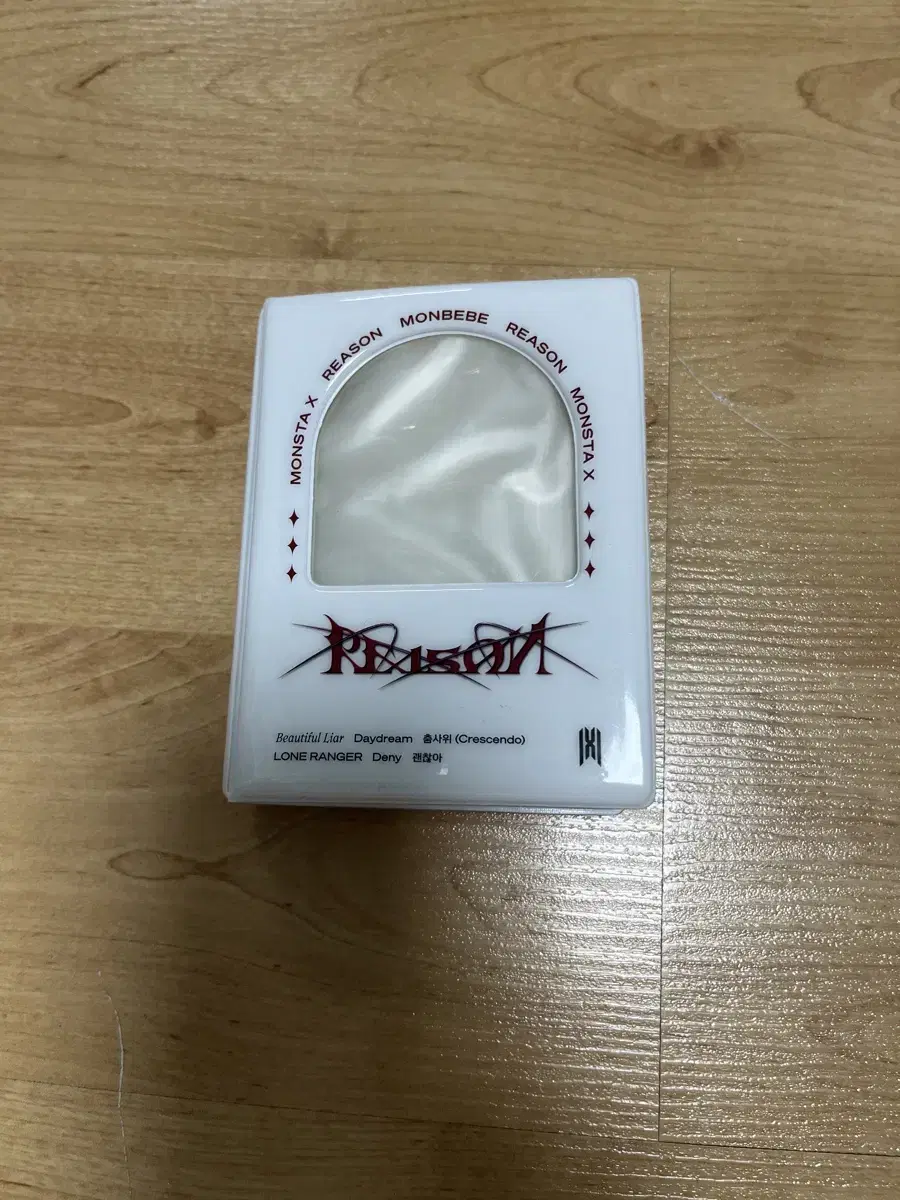 MONSTA X REASON MONBEBE REASON MONSTA X
REASON
Beautiful Liar Daydream 춤사위 (Crescendo)
LONE RANGER Deny 괜찮아